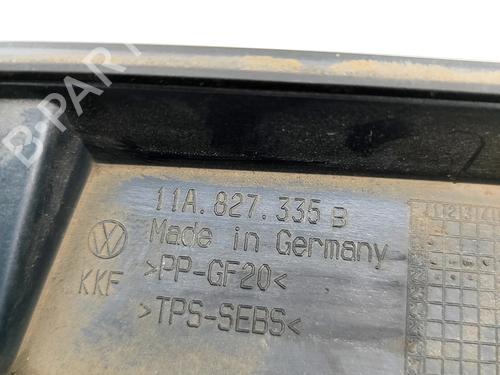 B-PARTS
11A.827.335 B
Made in Germany
>PP-GF20<
KKF
>TPS-SEBS<